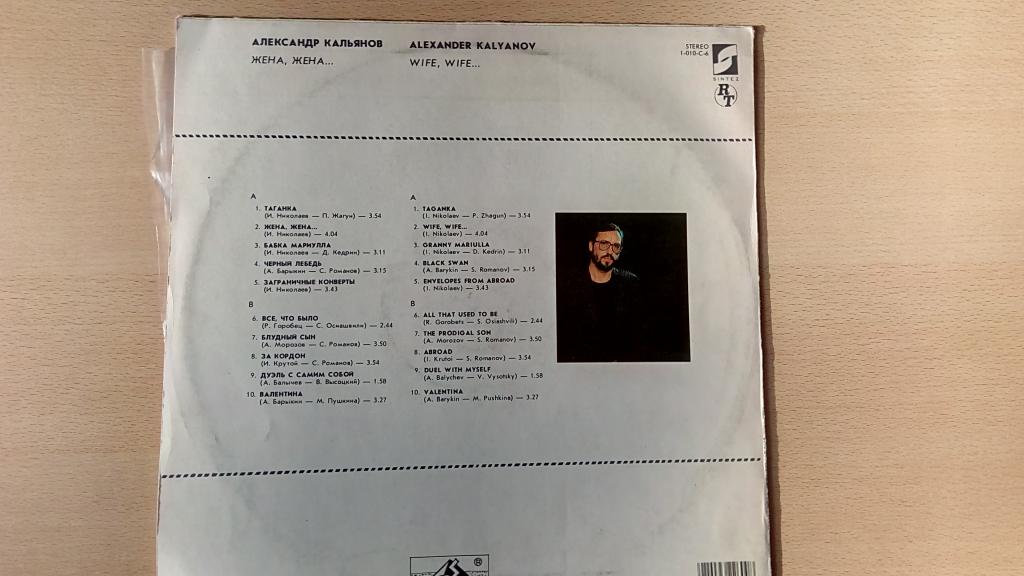 АЛЕКСАНДР КАЛЬЯНОВ
ЖЕНА, ЖЕНА...
ALEXANDER KALYANOV
WIFE, WIFE...
STEREO
1-010-C-6
SINTEZ
RT
A
1. ТАГАНКА
(И. Николаев — П. Жагун) — 3.54
2. ЖЕНА, ЖЕНА...
(И. Николаев) — 4.04
3. БАБКА МАРИУЛЛА
(И. Николаев — Д. Кедрин) — 3.11
4. ЧЕРНЫЙ ЛЕБЕДЬ
(А. Барыкин — С. Романов) — 3.15
5. ЗАГРАНИЧНЫЕ КОНВЕРТЫ
(И. Николаев) — 3.43
B
6. ВСЕ, ЧТО БЫЛО
(Р. Горобец — С. Осиашвили) — 2.44
7. БЛУДНЫЙ СЫН
(А. Морозов — С. Романов) — 3.50
8. ЗА КОРДОН
(И. Крутой — С. Романов) — 3.54
9. ДУЭЛЬ С САМИМ СОБОЙ
(А. Балычев — В. Высоцкий) — 1.58
10. ВАЛЕНТИНА
(А. Барыкин — М. Пушкина) — 3.27
A
1. TAGANKA
(I. Nikolaev — P. Zhagun) — 3.54
2. WIFE, WIFE...
(I. Nikolaev) — 4.04
3. GRANNY MARIULLA
(I. Nikolaev — D. Kedrin) — 3.11
4. BLACK SWAN
(A. Barykin — S. Romanov) — 3.15
5. ENVELOPES FROM ABROAD
(I. Nikolaev) — 3.43
B
6. ALL THAT USED TO BE
(R. Gorobets — S. Osiashvili) — 2.44
7. THE PRODIGAL SON
(A. Morozov — S. Romanov) — 3.50
8. ABROAD
(I. Krutoi — S. Romanov) — 3.54
9. DUEL WITH MYSELF
(A. Balychev — V. Vysotsky) — 1.58
10. VALENTINA
(A. Barykin — M. Pushkina) — 3.27
®